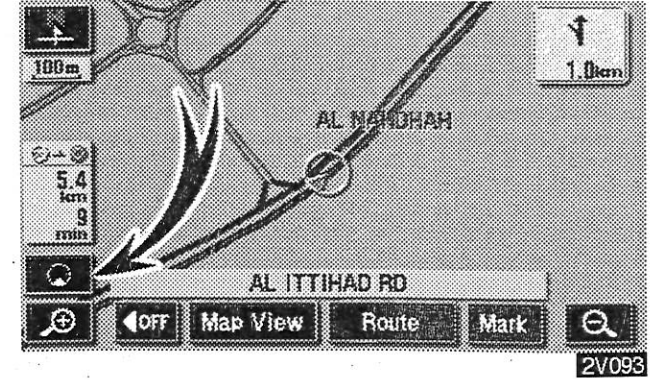 100m
1.0km
AL NAHDHAH
5.4
km
9
min
AL ITTIHAD RD
OFF Map View Route Mark
2V093